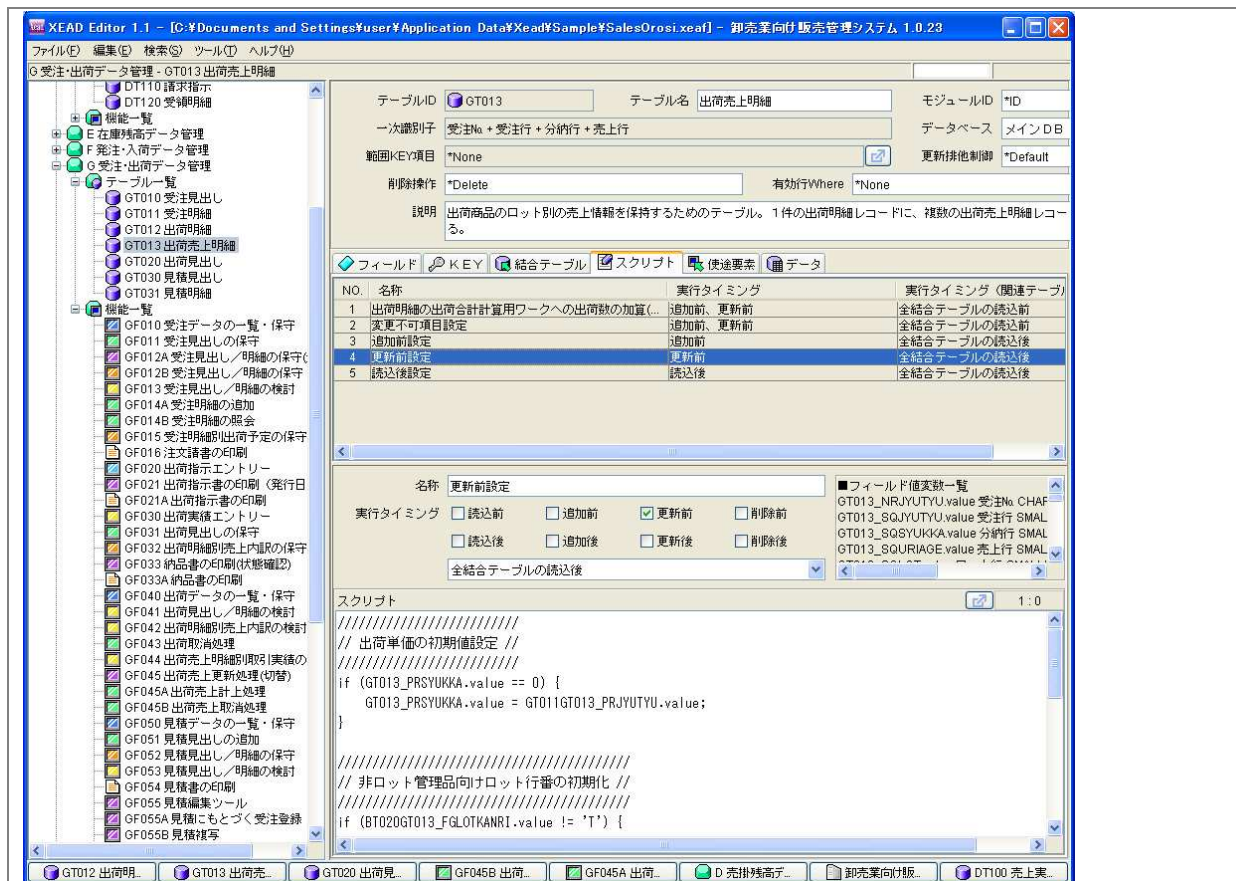 XEAD Editor 1.1 - [C:¥Documents and Settings¥user¥Application Data¥Xead¥Sample¥SalesOrosi.xeaf] - 卸売業向け販売管理システム 1.0.23
ファイル(F) 編集(E) 検索(S) ツール(T) ヘルプ(H)
G 受注・出荷データ管理 - GT013 出荷売上明細
DT110 請求指示
DT120 受領明細
機能一覧
E 在庫残高データ管理
F 発注・入荷データ管理
G 受注・出荷データ管理
テーブル一覧
GT010 受注見出し
GT011 受注明細
GT012 出荷明細
GT013 出荷売上明細
GT020 出荷見出し
GT030 見積見出し
GT031 見積明細
機能一覧
GF010 受注データの一覧・保守
GF011 受注見出しの保守
GF012A 受注見出し/明細の保守(
GF012B 受注見出し/明細の保守
GF013 受注見出し/明細の検討
GF014A 受注明細の追加
GF014B 受注明細の照会
GF015 受注明細別出荷予定の保守
GF016 注文請書の印刷
GF020 出荷指示エントリー
GF021 出荷指示書の印刷(発行日
GF021A 出荷指示書の印刷
GF030 出荷実績エントリー
GF031 出荷見出しの保守
GF032 出荷明細別売上内訳の保守
GF033 納品書の印刷(状態確認)
GF033A 納品書の印刷
GF040 出荷データの一覧・保守
GF041 出荷見出し/明細の検討
GF042 出荷明細別売上内訳の検討
GF043 出荷取消処理
GF044 出荷売上明細別取引実績の
GF045 出荷売上更新処理(切替)
GF045A 出荷売上計上処理
GF045B 出荷売上取消処理
GF050 見積データの一覧・保守
GF051 見積見出しの追加
GF052 見積見出し/明細の保守
GF053 見積見出し/明細の検討
GF054 見積書の印刷
GF055 見積編集ツール
GF055A 見積にもとづく受注登録
GF055B 見積複写
テーブルID GT013 テーブル名 出荷売上明細 モジュールID *ID
一次識別子 受注№ + 受注行 + 分納行 + 売上行 データベース メインDB
範囲KEY項目 *None 更新排他制御 *Default
削除操作 *Delete 有効行Where *None
説明 出荷商品のロット別の売上情報を保持するためのテーブル。1件の出荷明細レコードに、複数の出荷売上明細レコー
る。
フィールド KEY 結合テーブル スクリプト 使途要素 データ
NO. 名称 実行タイミング 実行タイミング(関連テーブル
1 出荷明細の出荷合計計算用ワークへの出荷数の加算(... 追加前、更新前 全結合テーブルの読込前
2 変更不可項目設定 追加前、更新前 全結合テーブルの読込前
3 追加前設定 追加前 全結合テーブルの読込後
4 更新前設定 更新前 全結合テーブルの読込後
5 読込後設定 読込後 全結合テーブルの読込後
名称 更新前設定
実行タイミング 読込前 追加前 更新前 削除前
読込後 追加後 更新後 削除後
全結合テーブルの読込後
■フィールド値変数一覧
GT013_NRJYUTYU.value 受注№ CHAR
GT013_SQJYUTYU.value 受注行 SMAL
GT013_SQSYUKKA.value 分納行 SMAL
GT013_SQURIAGE.value 売上行 SMAL
スクリプト 1 : 0
//////////////////////////
// 出荷単価の初期値設定 //
//////////////////////////
if (GT013_PRSYUKKA.value == 0) {
GT013_PRSYUKKA.value = GT011GT013_PRJYUTYU.value;
}
//////////////////////////////////////////
// 非ロット管理品向けロット行番の初期化 //
//////////////////////////////////////////
if (BT020GT013_FGLOTKANRI.value != 'T') {
GT012 出荷明... GT013 出荷売... GT020 出荷見... GF045B 出荷... GF045A 出荷... D 売掛残高デ... 卸売業向け販... DT100 売上実...